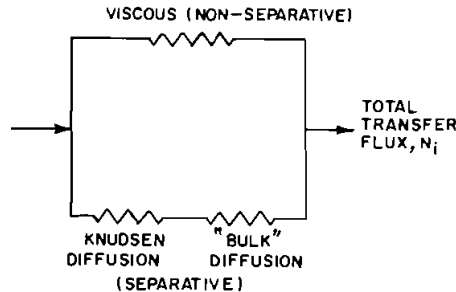 VISCOUS (NON-SEPARATIVE)
TOTAL
TRANSFER
FLUX, Ni
KNUDSEN
DIFFUSION
"BULK"
DIFFUSION
(SEPARATIVE)